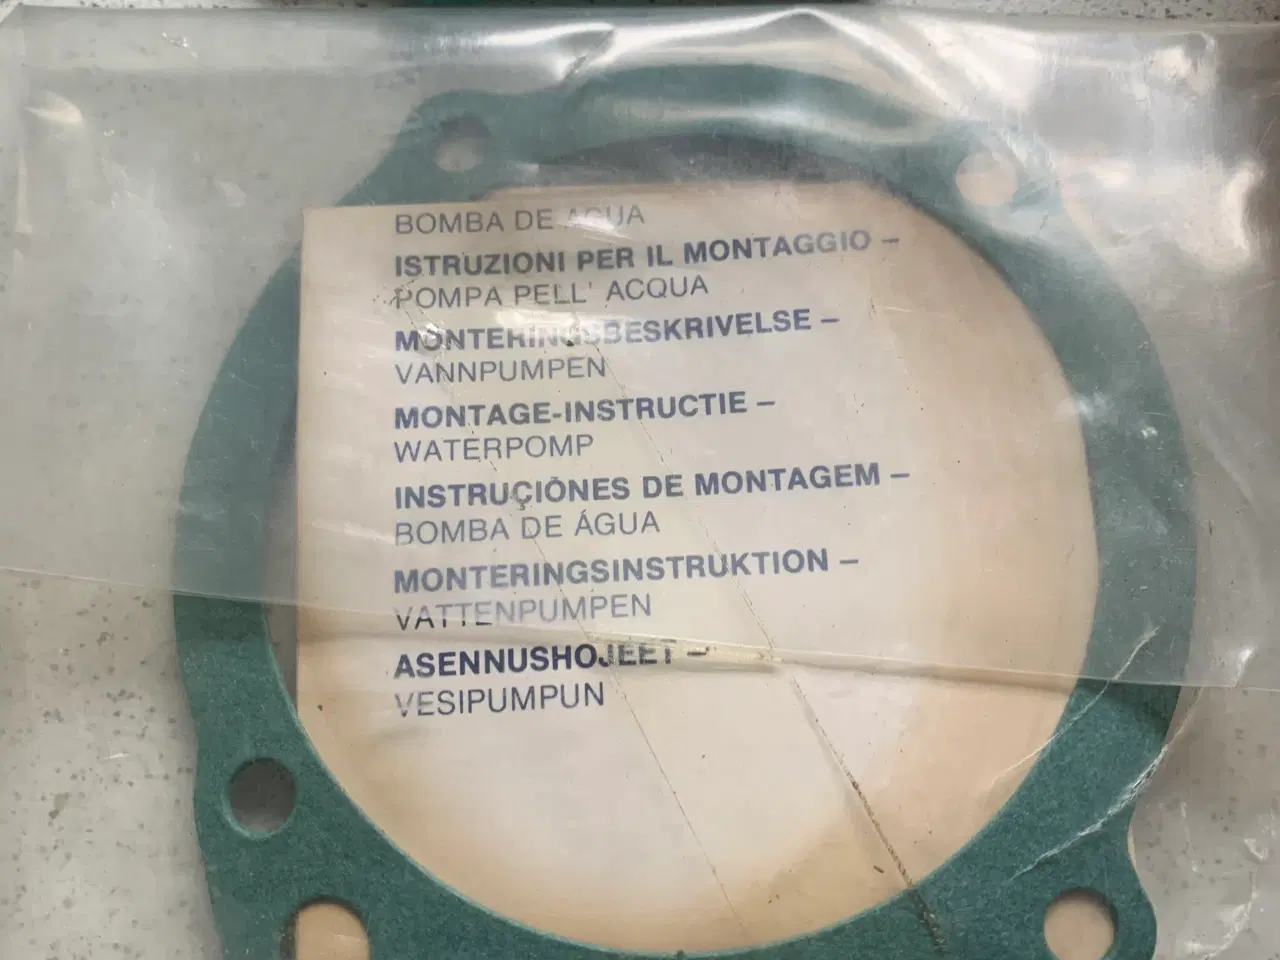 BOMBA DE AGUA
ISTRUZIONI PER IL MONTAGGIO –
POMPA PELL' ACQUA
MONTERINGSBESKRIVELSE –
VANNPUMPEN
MONTAGE-INSTRUCTIE –
WATERPOMP
INSTRUÇIÓNES DE MONTAGEM –
BOMBA DE ÁGUA
MONTERINGSINSTRUKTION –
VATTENPUMPEN
ASENNUSHOJEET –
VESIPUMPUN